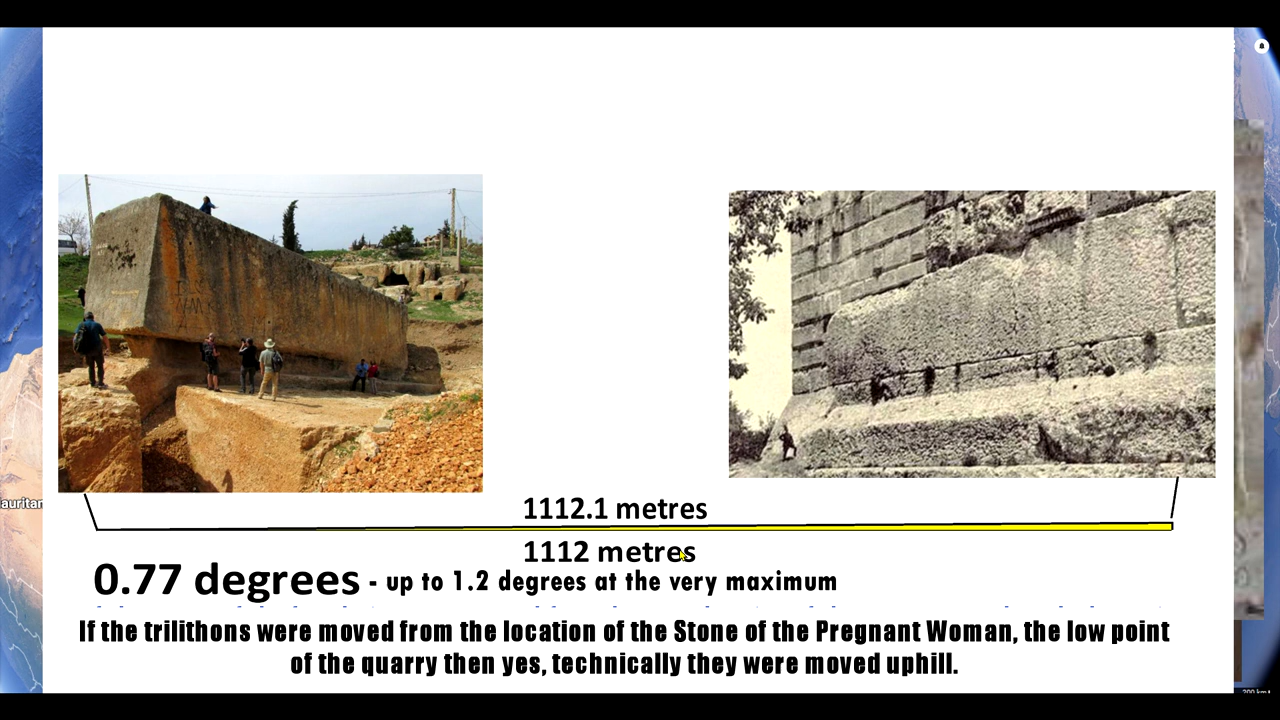 1112.1 metres
1112 metres
0.77 degrees - up to 1.2 degrees at the very maximum
If the trilithons were moved from the location of the Stone of the Pregnant Woman, the low point
of the quarry then yes, technically they were moved uphill.